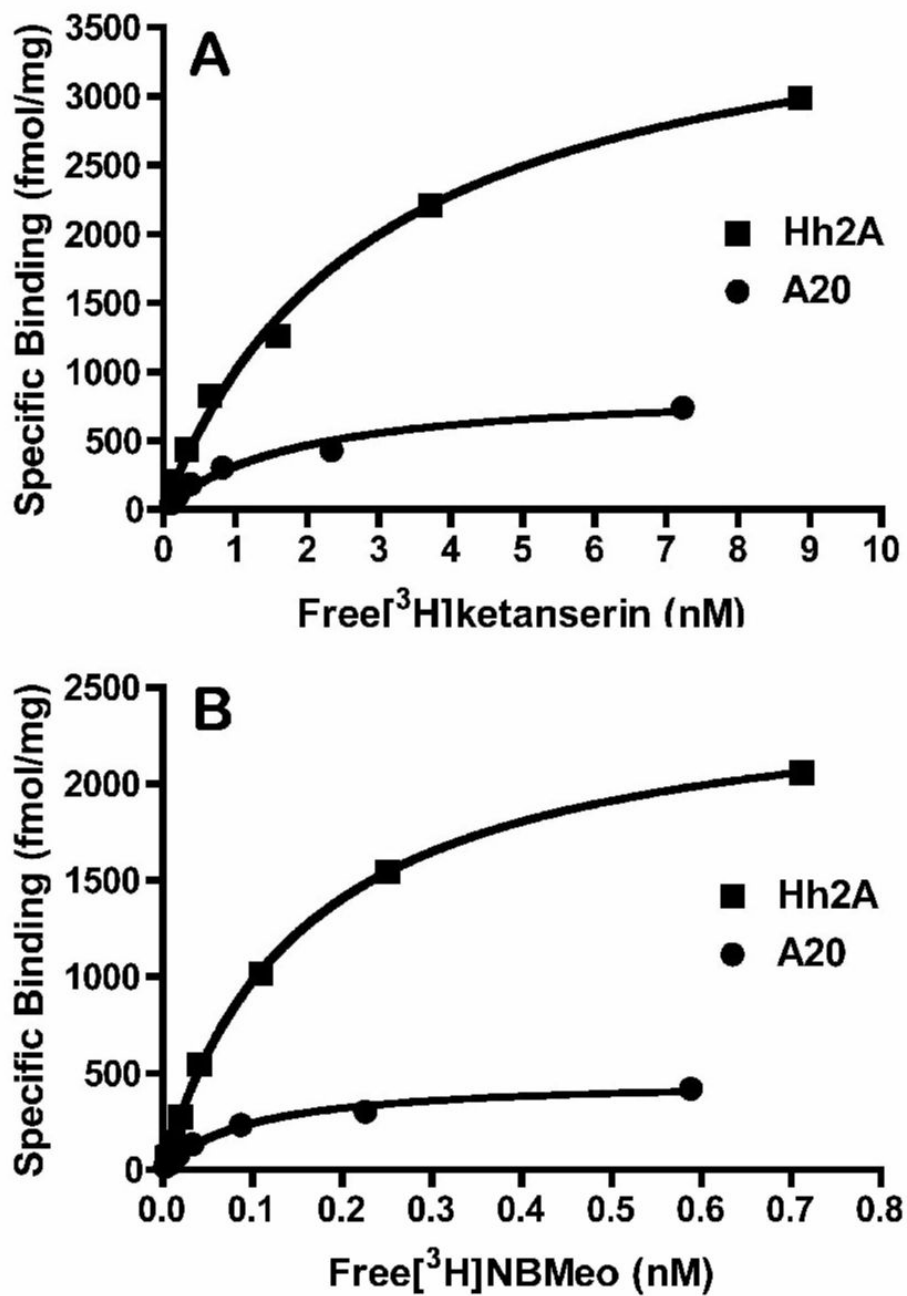 A
Specific Binding (fmol/mg)
3500
3000
2500
2000
1500
1000
500
0
Hh2A
A20
0 1 2 3 4 5 6 7 8 9 10
Free[³H]ketanserin (nM)
B
Specific Binding (fmol/mg)
2500
2000
1500
1000
500
0
Hh2A
A20
0.0 0.1 0.2 0.3 0.4 0.5 0.6 0.7 0.8
Free[³H]NBMeo (nM)